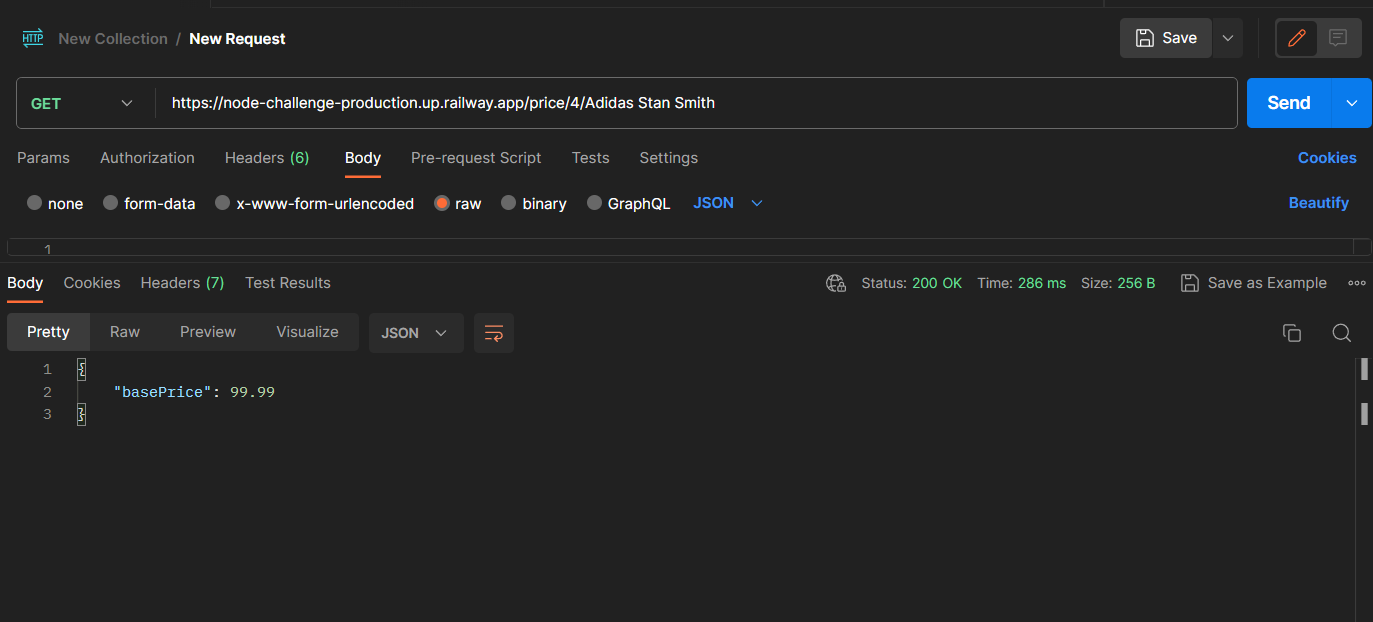 HTTP New Collection / New Request Save
GET https://node-challenge-production.up.railway.app/price/4/Adidas Stan Smith Send
Params Authorization Headers (6) Body Pre-request Script Tests Settings Cookies
none form-data x-www-form-urlencoded raw binary GraphQL JSON Beautify
1
Body Cookies Headers (7) Test Results Status: 200 OK Time: 286 ms Size: 256 B Save as Example
Pretty Raw Preview Visualize JSON
1 {
2 "basePrice": 99.99
3 }